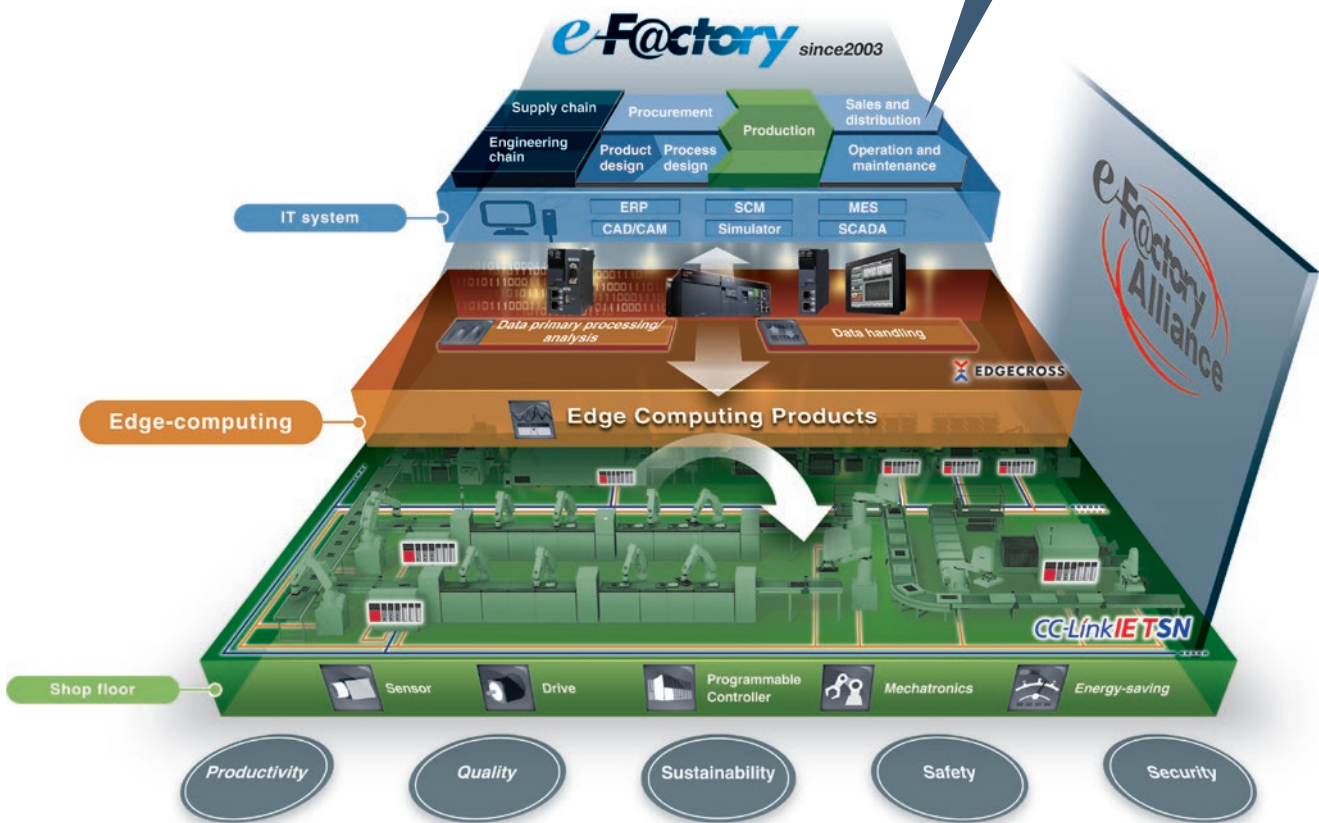 e-F@ctory since2003
Supply chain
Procurement
Production
Sales and
distribution
Engineering
chain
Product
design
Process
design
Operation and
maintenance
IT system
ERP
SCM
MES
CAD/CAM
Simulator
SCADA
Data primary processing/
analysis
Data handling
EDGECROSS
Edge-computing
Edge Computing Products
e-F@ctory
Alliance
CC-Link IE TSN
Shop floor
Sensor
Drive
Programmable
Controller
Mechatronics
Energy-saving
Productivity
Quality
Sustainability
Safety
Security